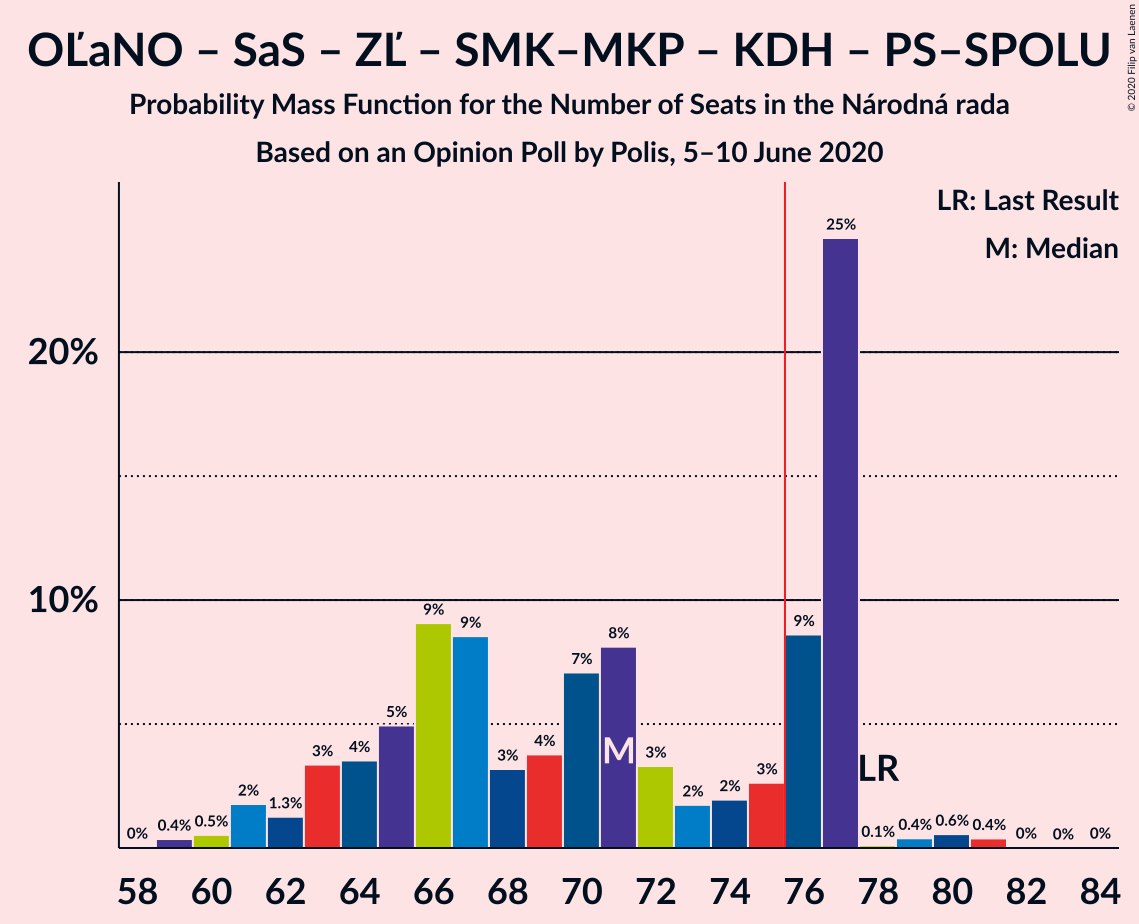 OĽaNO – SaS – ZĽ – SMK–MKP – KDH – PS–SPOLU
Probability Mass Function for the Number of Seats in the Národná rada
Based on an Opinion Poll by Polis, 5–10 June 2020
© 2020 Filip van Laenen
LR: Last Result
M: Median
20%
10%
0% 0.4% 0.5% 2% 1.3% 3% 4% 5% 9% 9% 3% 4% 7% 8% 3% 2% 2% 3% 9% 25% 0.1% 0.4% 0.6% 0.4% 0% 0% 0%
M
LR
58 60 62 64 66 68 70 72 74 76 78 80 82 84